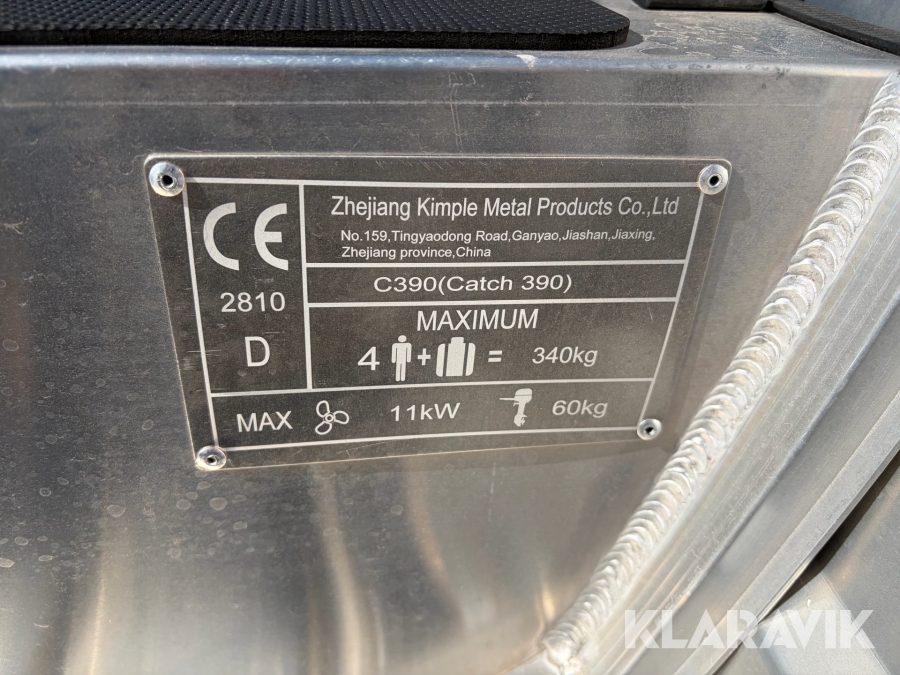 CE
2810
D
Zhejiang Kimple Metal Products Co.,Ltd
No.159,Tingyaodong Road,Ganyao,Jiashan,Jiaxing,
Zhejiang province,China
C390(Catch 390)
MAXIMUM
4 + = 340kg
MAX 11kW 60kg
KLARAVIK